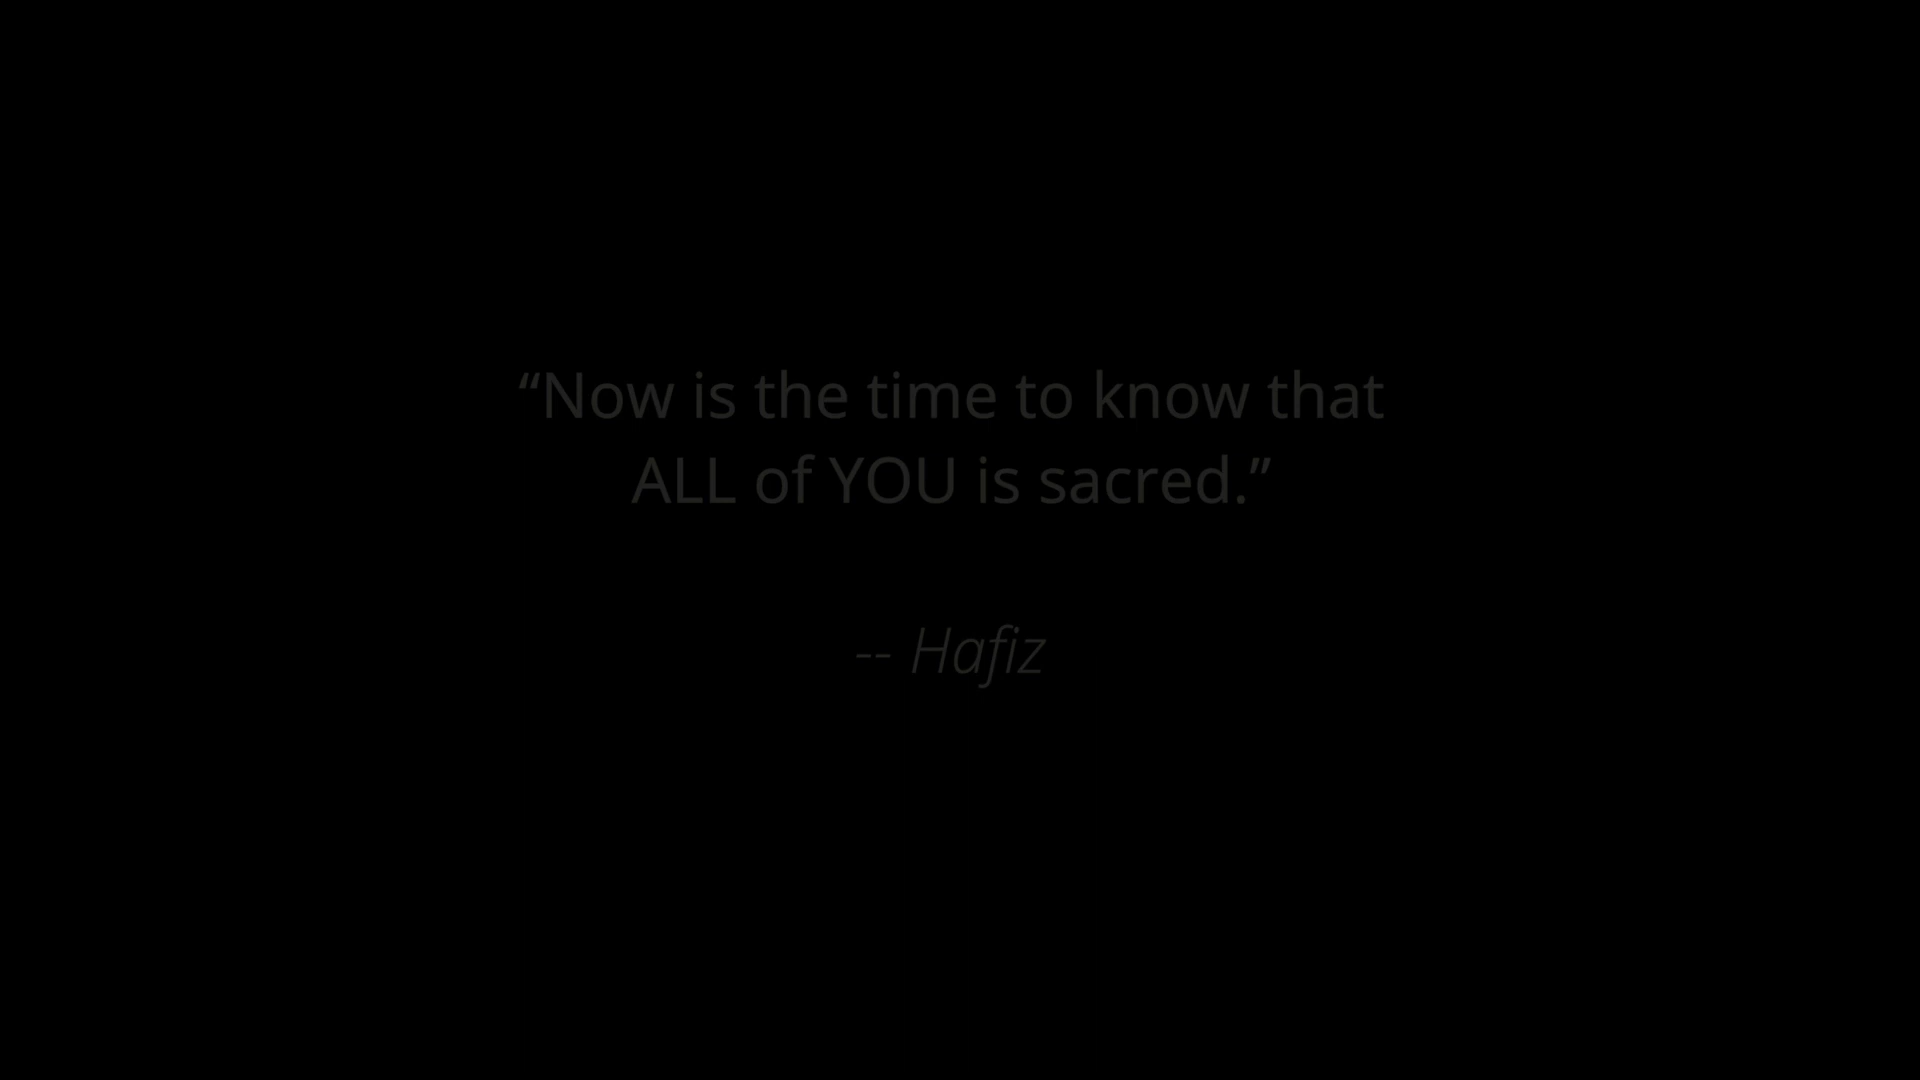 “Now is the time to know that
ALL of YOU is sacred.”
-- Hafiz